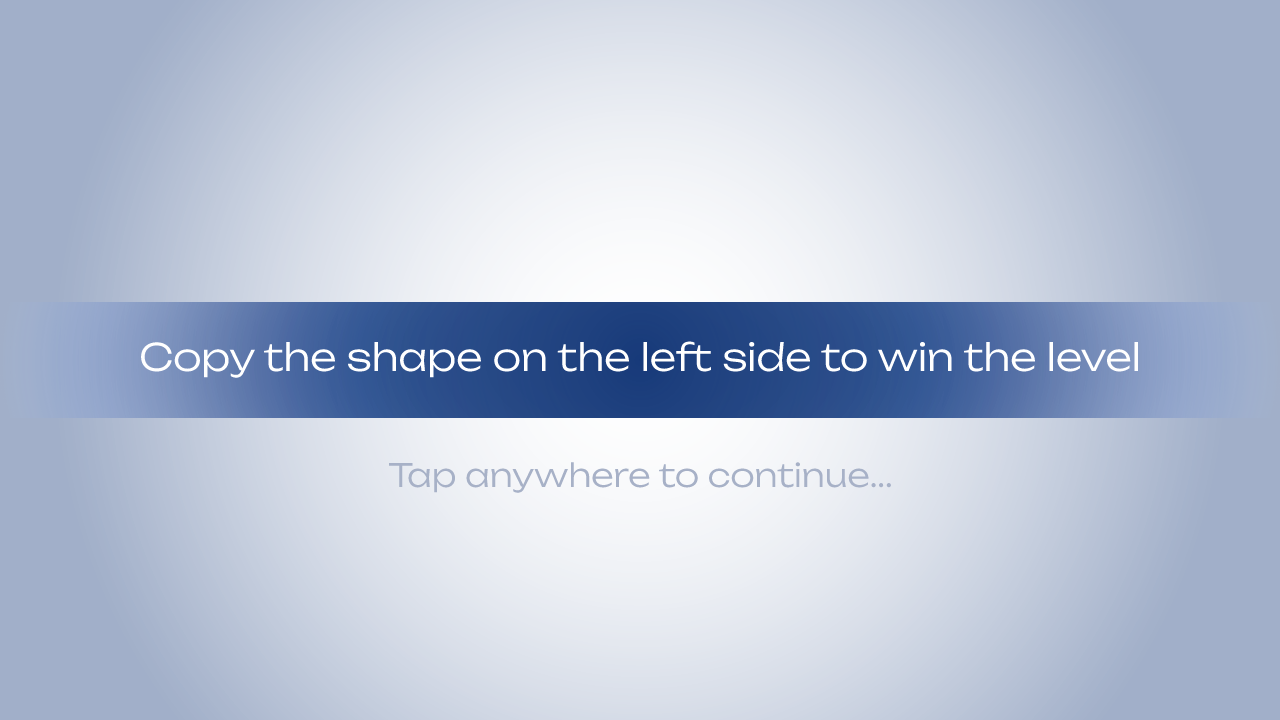 Copy the shape on the left side to win the level
Tap anywhere to continue...